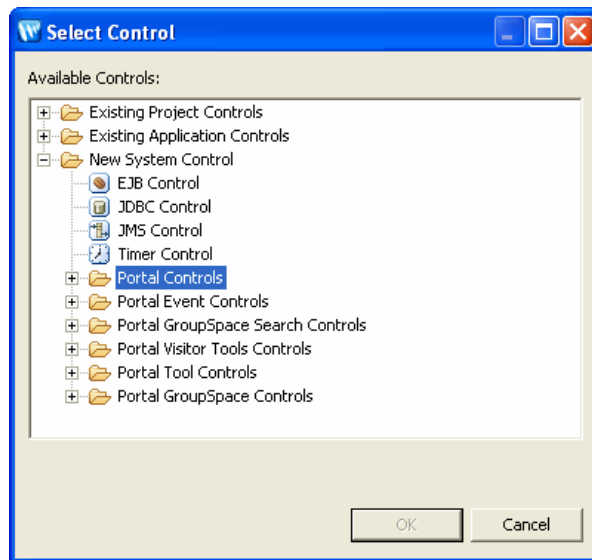 Select Control
Available Controls:
Existing Project Controls
Existing Application Controls
New System Control
EJB Control
JDBC Control
JMS Control
Timer Control
Portal Controls
Portal Event Controls
Portal GroupSpace Search Controls
Portal Visitor Tools Controls
Portal Tool Controls
Portal GroupSpace Controls
OK Cancel